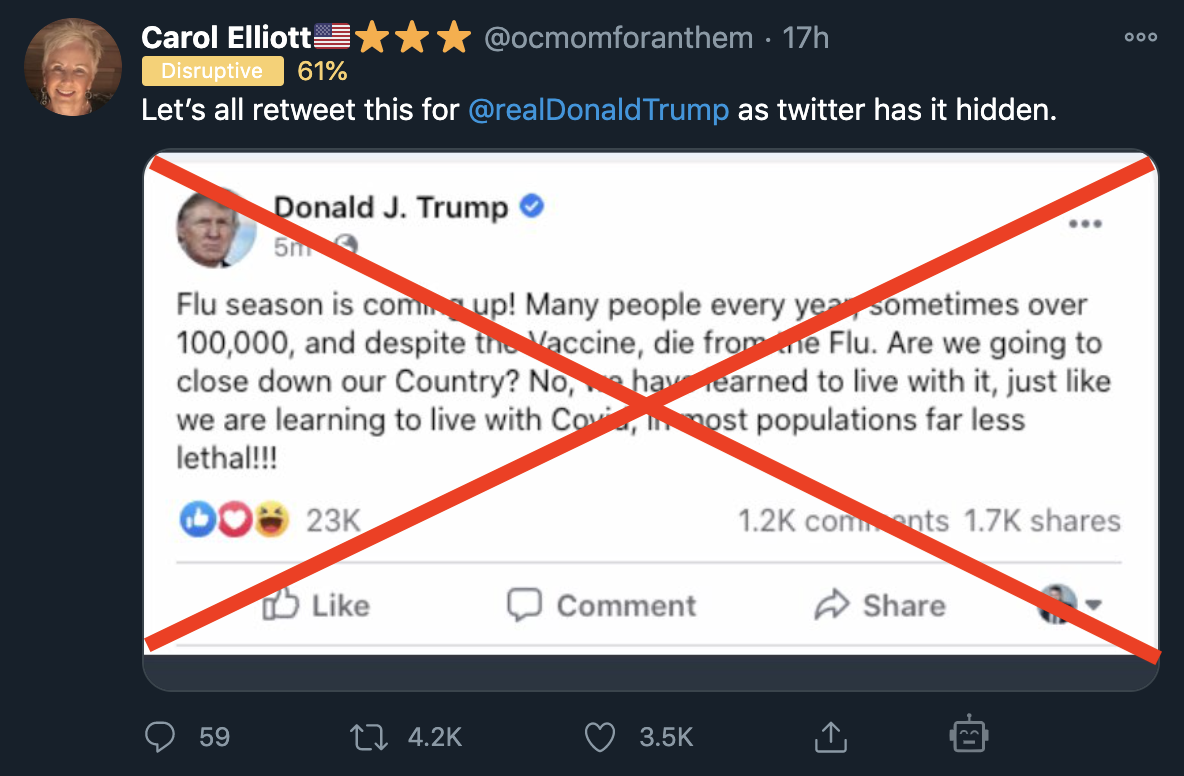 Carol Elliott🇺🇸⭐⭐⭐ @ocmomforanthem · 17h
Disruptive 61%
Let's all retweet this for @realDonaldTrump as twitter has it hidden.
Donald J. Trump
5m
Flu season is coming up! Many people every year, sometimes over
100,000, and despite the Vaccine, die from the Flu. Are we going to
close down our Country? No, we have learned to live with it, just like
we are learning to live with Covid, in most populations far less
lethal!!!
23K 1.2K comments 1.7K shares
Like Comment Share
59 4.2K 3.5K